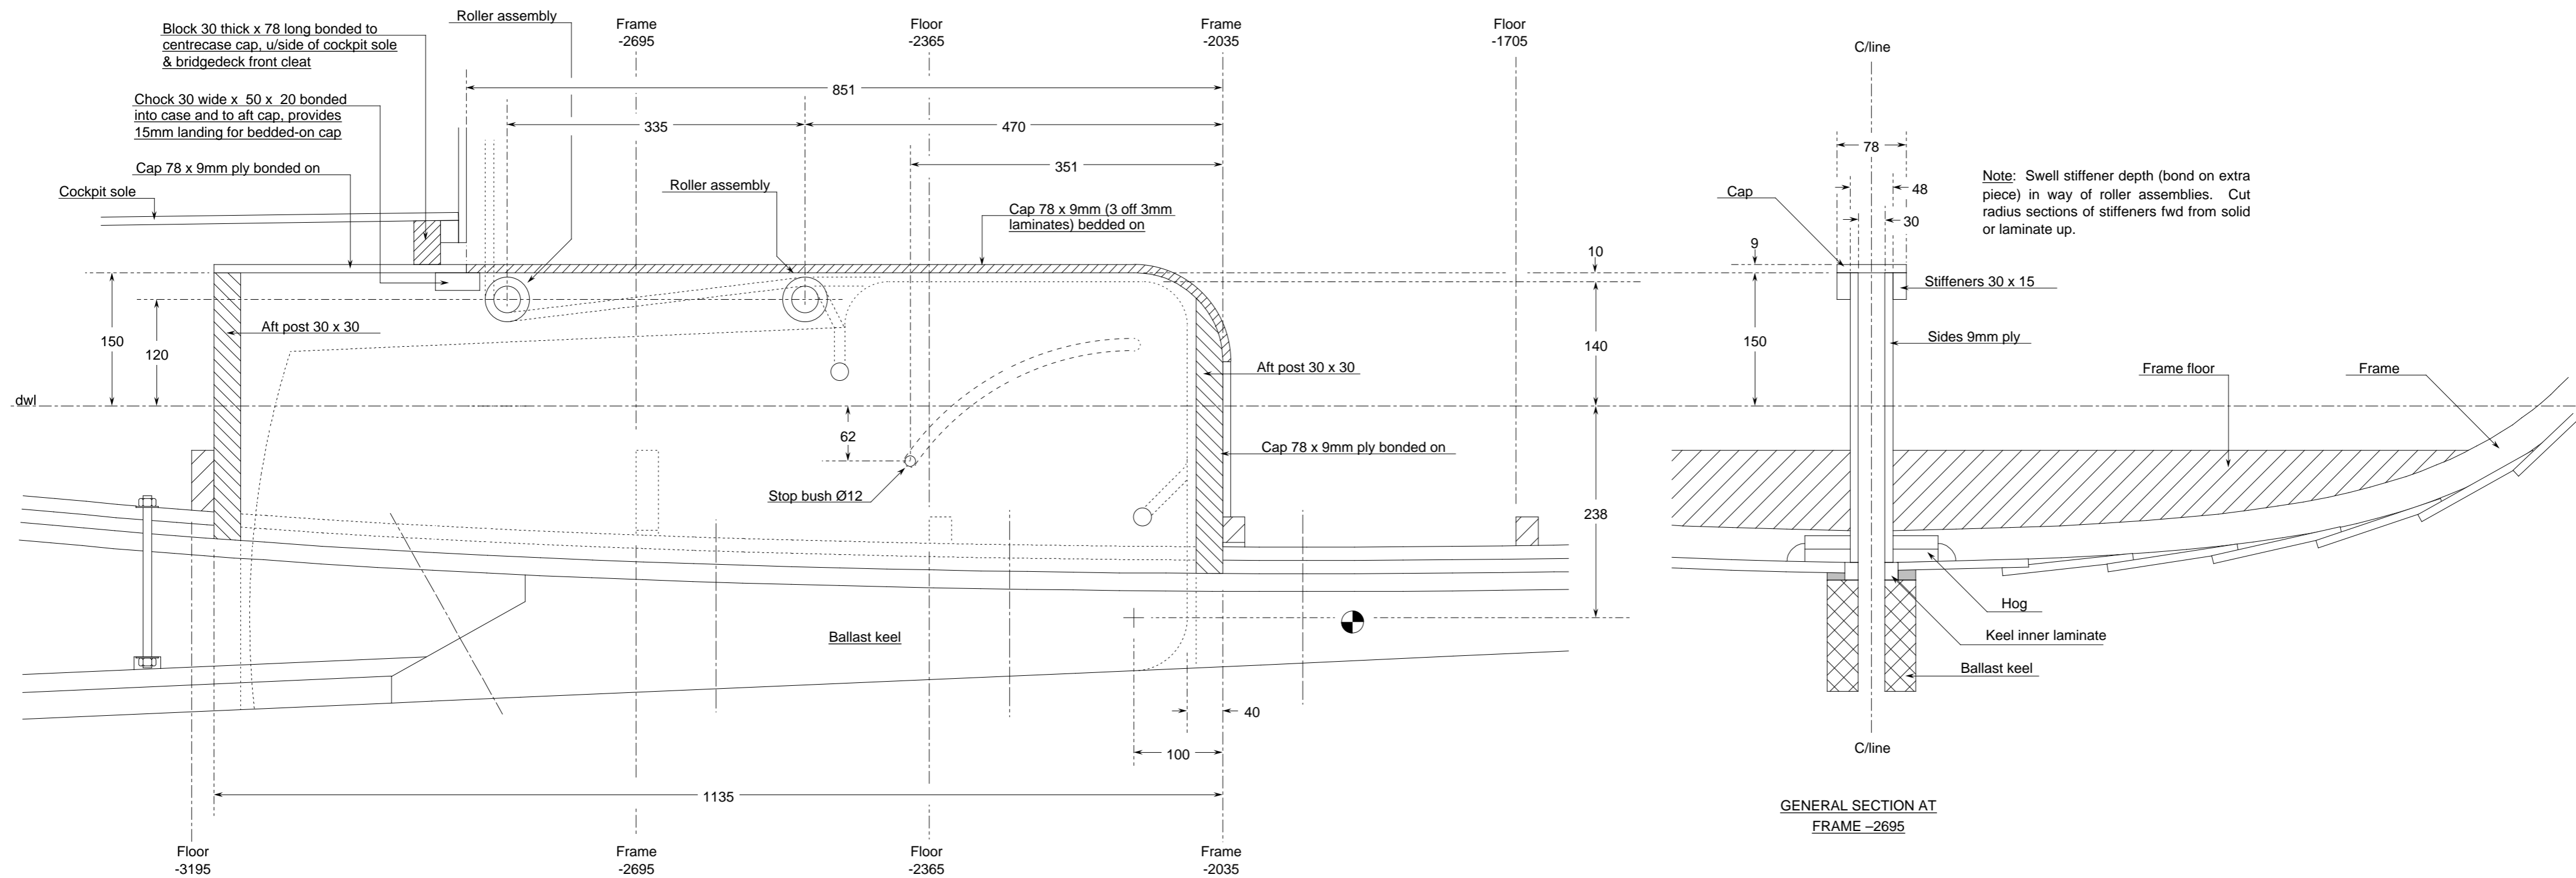 Block 30 thick x 78 long bonded to
centrecase cap, u/side of cockpit sole
& bridgedeck front cleat
Roller assembly
Frame
-2695
Floor
-2365
Frame
-2035
Floor
-1705
C/line
851
Chock 30 wide x 50 x 20 bonded
into case and to aft cap, provides
15mm landing for bedded-on cap
335
470
351
78
Cap 78 x 9mm ply bonded on
Cockpit sole
Roller assembly
Cap 78 x 9mm (3 off 3mm
laminates) bedded on
Cap
48
30
Note: Swell stiffener depth (bond on extra
piece) in way of roller assemblies. Cut
radius sections of stiffeners fwd from solid
or laminate up.
10
9
Stiffeners 30 x 15
Aft post 30 x 30
150
120
140
150
Sides 9mm ply
Aft post 30 x 30
Frame floor
Frame
dwl
62
Cap 78 x 9mm ply bonded on
Stop bush Ø12
238
Hog
Ballast keel
Keel inner laminate
Ballast keel
40
100
C/line
1135
GENERAL SECTION AT
FRAME –2695
Floor
-3195
Frame
-2695
Floor
-2365
Frame
-2035